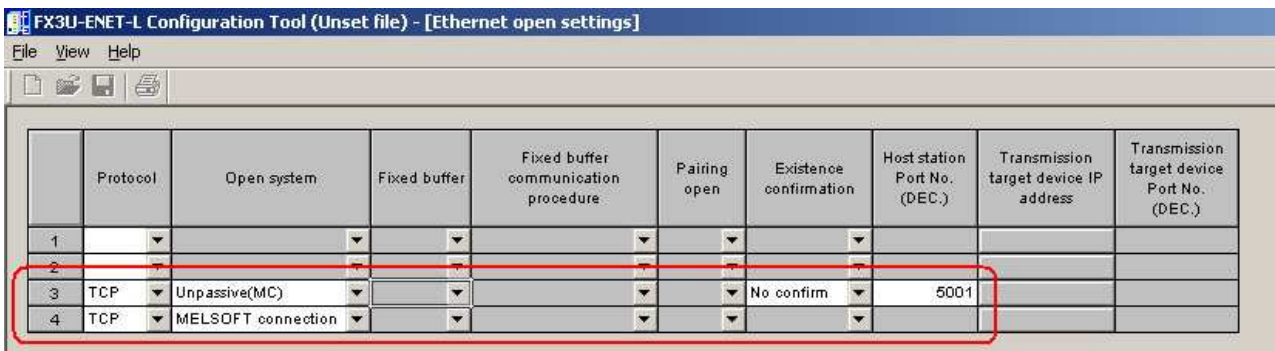 FX3U-ENET-L Configuration Tool (Unset file) - [Ethernet open settings]
File View Help
Protocol Open system Fixed buffer Fixed buffer communication procedure Pairing open Existence confirmation Host station Port No. (DEC.) Transmission target device IP address Transmission target device Port No. (DEC.)
1
2
3 TCP Unpassive(MC) No confirm 5001
4 TCP MELSOFT connection